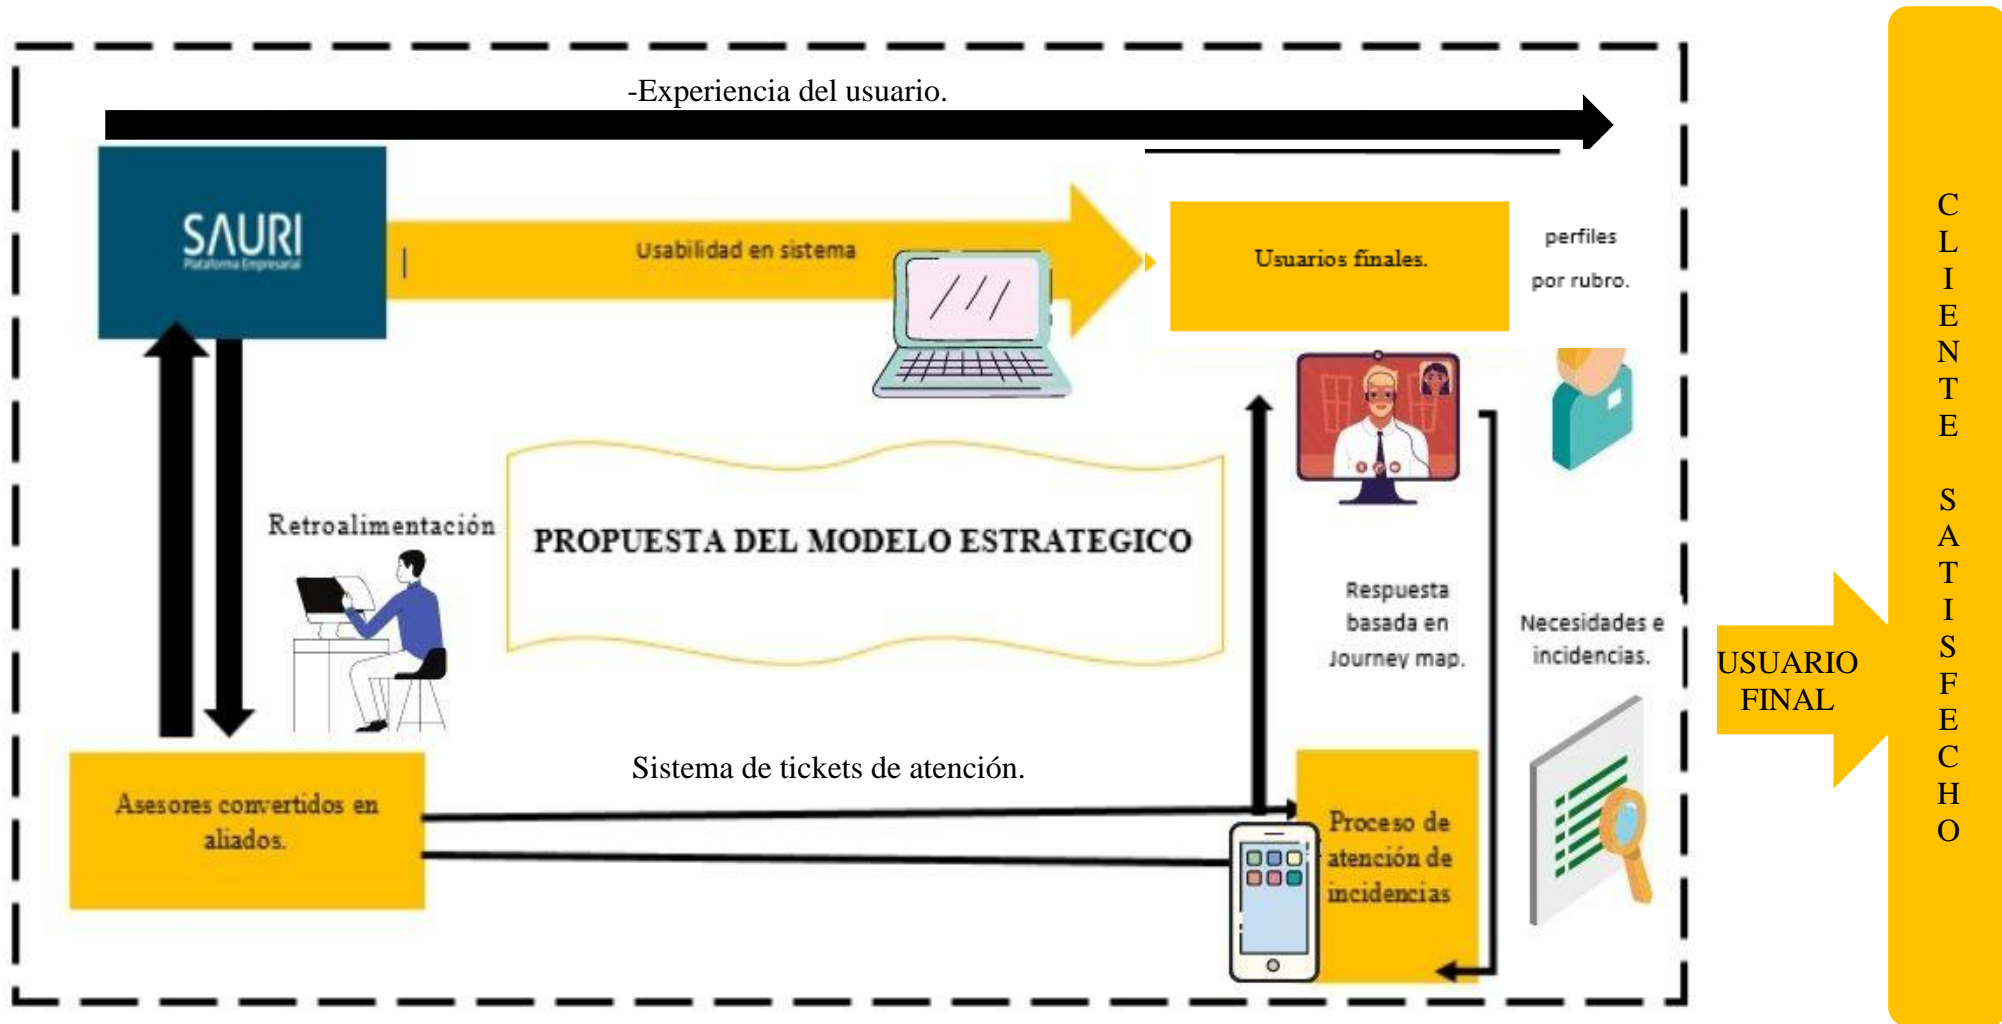 -Experiencia del usuario.
SAURI
Plataforma Empresarial
Usabilidad en sistema
Usuarios finales.
perfiles
por rubro.
Retroalimentación
PROPUESTA DEL MODELO ESTRATEGICO
Respuesta
basada en
Journey map.
Necesidades e
incidencias.
Sistema de tickets de atención.
Asesores convertidos en
aliados.
Proceso de
atención de
incidencias
USUARIO
FINAL
CLIENTE SATISFECHO